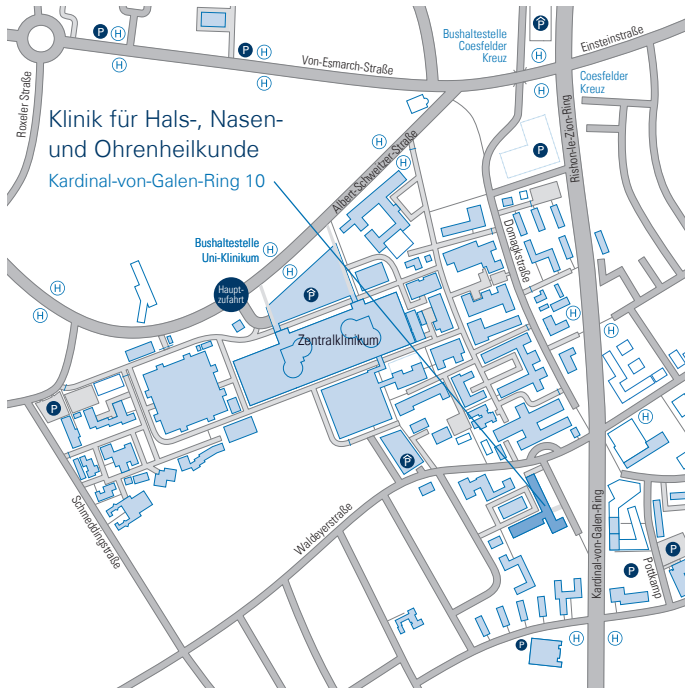 P
H
H
P
H
H
Von-Esmarch-Straße
Roxeler Straße
Bushaltestelle
Coesfelder
Kreuz
P
H
H
H
Einsteinstraße
Coesfelder
Kreuz
Klinik für Hals-, Nasen-
und Ohrenheilkunde
Kardinal-von-Galen-Ring 10
H
H
Albert-Schweitzer-Straße
P
Rishon-le-Zion-Ring
Domagkstraße
Bushaltestelle
Uni-Klinikum
H
H
Haupt-
zufahrt
P
H
H
Zentralklinikum
H
H
P
H
P
Schmeddingstraße
Waldeyerstraße
H
Kardinal-von-Galen-Ring
Pottkamp
P
P
P
H
H